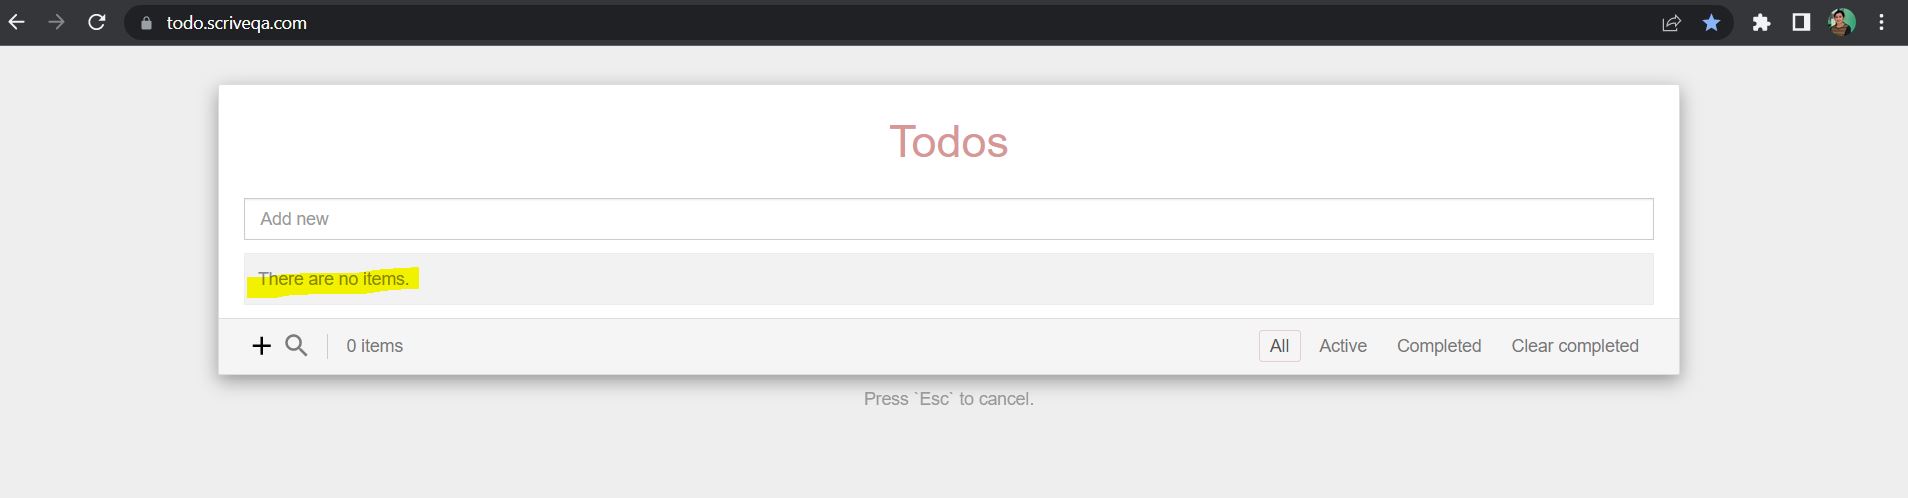 todo.scriveqa.com
Todos
Add new
There are no items.
0 items All Active Completed Clear completed
Press `Esc` to cancel.